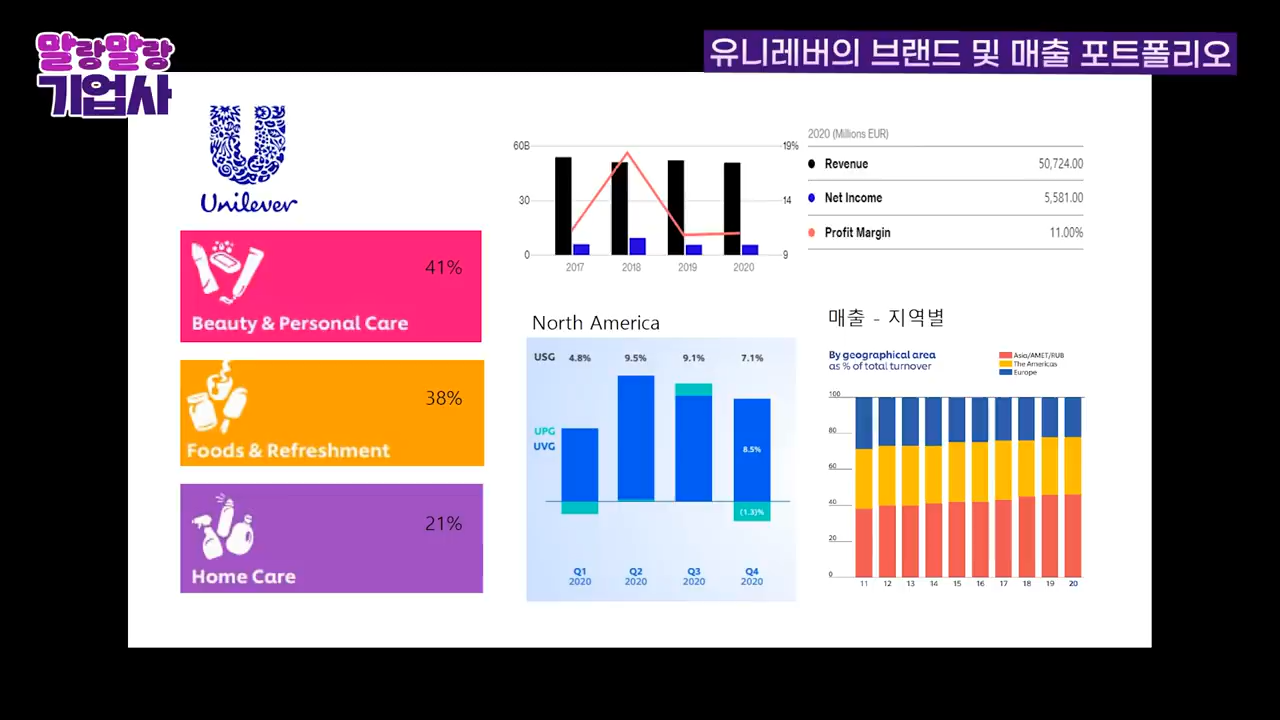 말랑말랑
기업사
유니레버의 브랜드 및 매출 포트폴리오
Unilever
41%
Beauty & Personal Care
38%
Foods & Refreshment
21%
Home Care
60B
30
0
19%
14
9
2017 2018 2019 2020
2020 (Millions EUR)
Revenue 50,724.00
Net Income 5,581.00
Profit Margin 11.00%
North America
USG 4.8% 9.5% 9.1% 7.1%
UPG
UVG
8.5%
(1.3)%
Q1 Q2 Q3 Q4
2020 2020 2020 2020
매출 - 지역별
By geographical area
as % of total turnover
Asia/AMET/RUB
The Americas
Europe
100
80
60
40
20
0
11 12 13 14 15 16 17 18 19 20